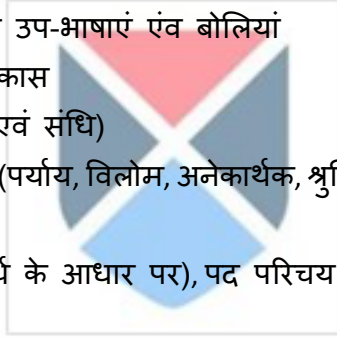 उप-भाषाएं एंव बोलियां
एवं संधि)
(पर्याय, विलोम, अनेकार्थक,
के आधार पर), पद परिचय